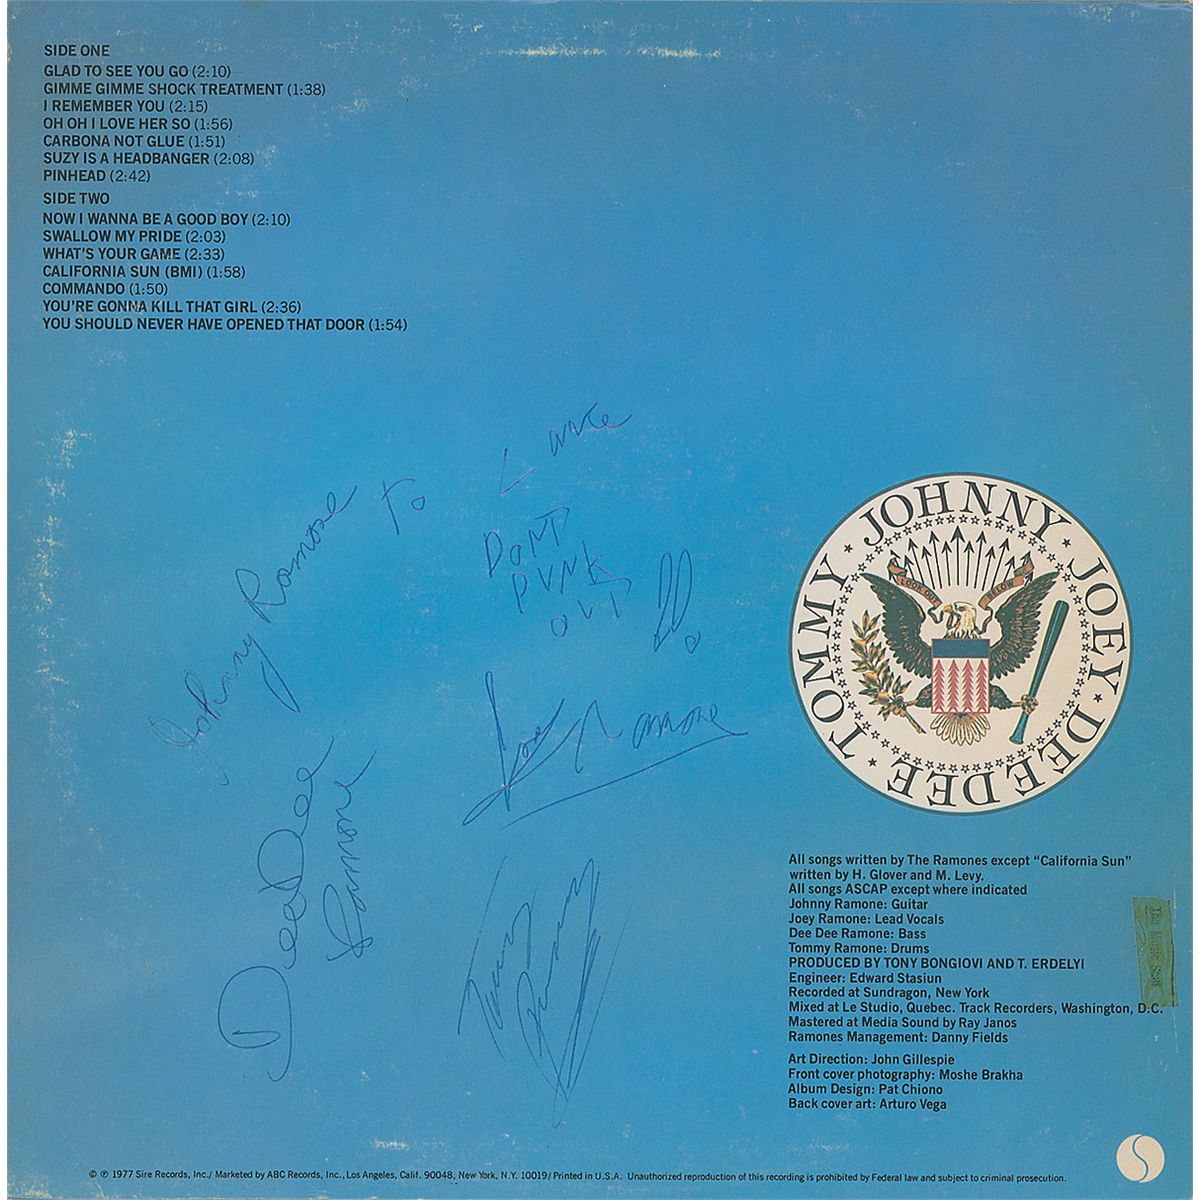 SIDE ONE
GLAD TO SEE YOU GO (2:10)
GIMME GIMME SHOCK TREATMENT (1:38)
I REMEMBER YOU (2:15)
OH OH I LOVE HER SO (1:56)
CARBONA NOT GLUE (1:51)
SUZY IS A HEADBANGER (2:08)
PINHEAD (2:42)
SIDE TWO
NOW I WANNA BE A GOOD BOY (2:10)
SWALLOW MY PRIDE (2:03)
WHAT'S YOUR GAME (2:33)
CALIFORNIA SUN (BMI) (1:58)
COMMANDO (1:50)
YOU'RE GONNA KILL THAT GIRL (2:36)
YOU SHOULD NEVER HAVE OPENED THAT DOOR (1:54)
Johnny Ramone
To Lance
DONT
PUNK
OUT
Joey Ramone
DeeDee
Ramone
Tommy
Ramone
JOHNNY · JOEY · DEE DEE · TOMMY ·
LOOK OUT BELOW
All songs written by The Ramones except "California Sun"
written by H. Glover and M. Levy.
All songs ASCAP except where indicated
Johnny Ramone: Guitar
Joey Ramone: Lead Vocals
Dee Dee Ramone: Bass
Tommy Ramone: Drums
PRODUCED BY TONY BONGIOVI AND T. ERDELYI
Engineer: Edward Stasiun
Recorded at Sundragon, New York
Mixed at Le Studio, Quebec. Track Recorders, Washington, D.C.
Mastered at Media Sound by Ray Janos
Ramones Management: Danny Fields
Art Direction: John Gillespie
Front cover photography: Moshe Brakha
Album Design: Pat Chiono
Back cover art: Arturo Vega
The Music
© ℗ 1977 Sire Records, Inc./ Marketed by ABC Records, Inc., Los Angeles, Calif. 90048, New York, N.Y. 10019/ Printed in U.S.A. Unauthorized reproduction of this recording is prohibited by Federal law and subject to criminal prosecution.